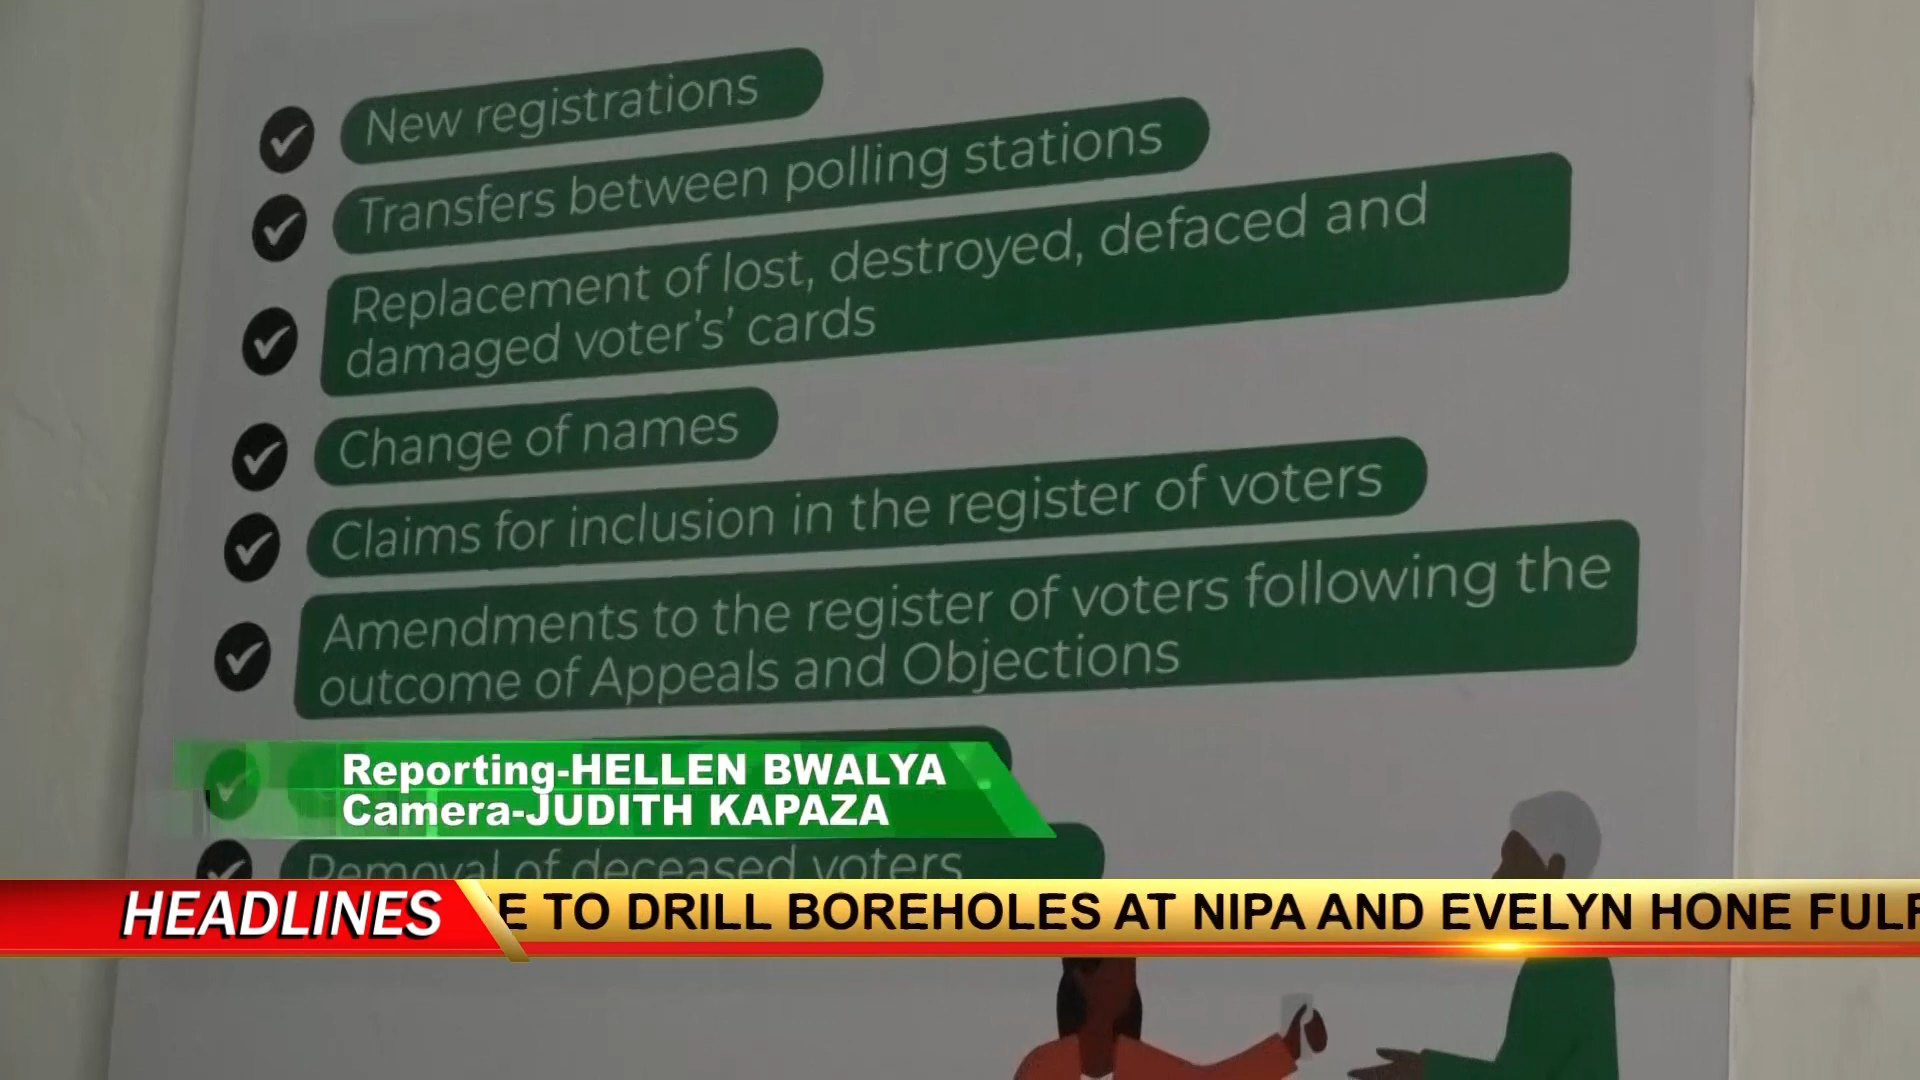 New registrations
Transfers between polling stations
Replacement of lost, destroyed, defaced and
damaged voter's' cards
Change of names
Claims for inclusion in the register of voters
Amendments to the register of voters following the
outcome of Appeals and Objections
Reporting-HELLEN BWALYA
Camera-JUDITH KAPAZA
Removal of deceased voters
HEADLINES
E TO DRILL BOREHOLES AT NIPA AND EVELYN HONE FULF